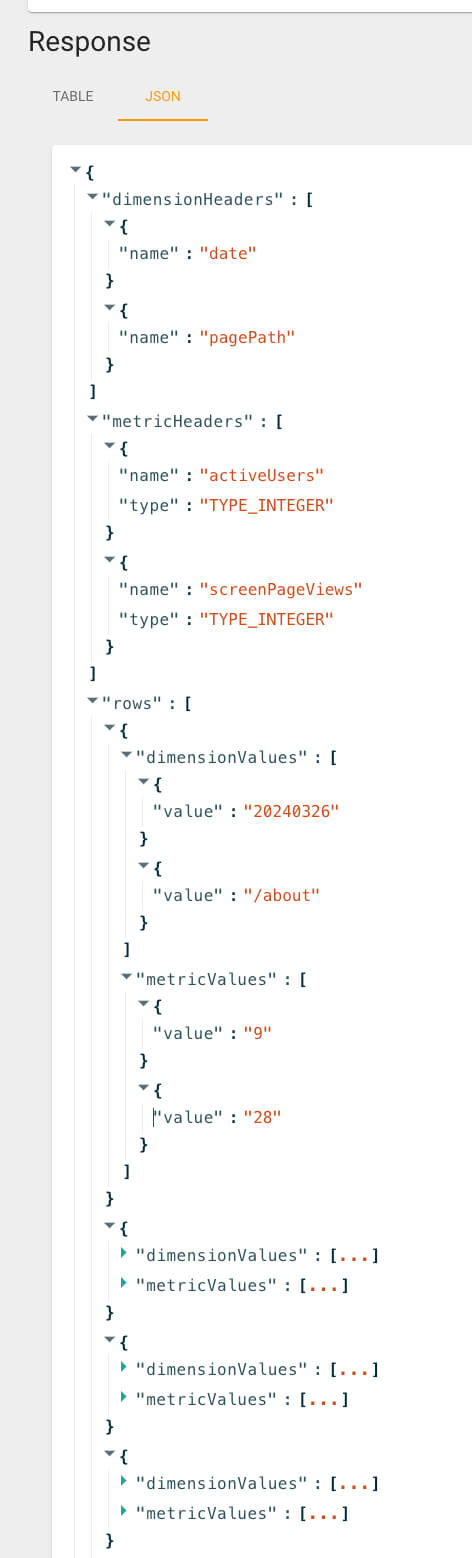 Response
TABLE JSON
{
"dimensionHeaders" : [
{
"name" : "date"
}
{
"name" : "pagePath"
}
]
"metricHeaders" : [
{
"name" : "activeUsers"
"type" : "TYPE_INTEGER"
}
{
"name" : "screenPageViews"
"type" : "TYPE_INTEGER"
}
]
"rows" : [
{
"dimensionValues" : [
{
"value" : "20240326"
}
{
"value" : "/about"
}
]
"metricValues" : [
{
"value" : "9"
}
{
"value" : "28"
}
]
}
{
"dimensionValues" : [...]
"metricValues" : [...]
}
{
"dimensionValues" : [...]
"metricValues" : [...]
}
{
"dimensionValues" : [...]
"metricValues" : [...]
}